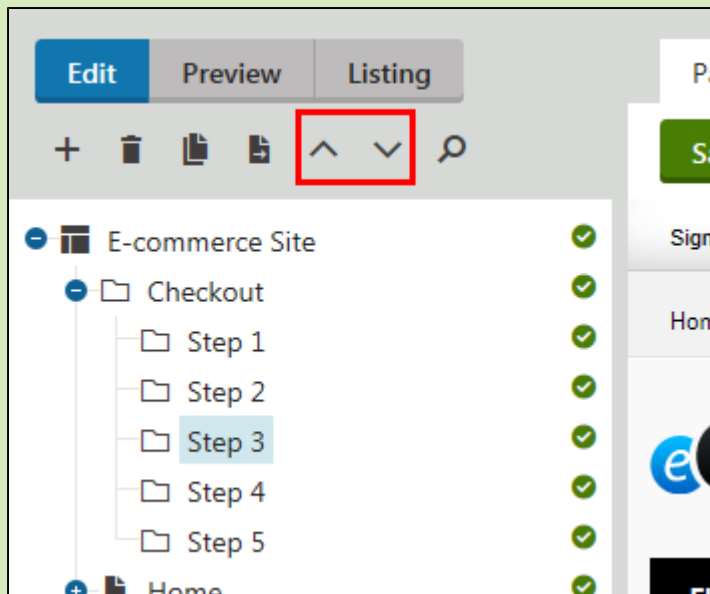 Edit Preview Listing
E-commerce Site
Checkout
Step 1
Step 2
Step 3
Step 4
Step 5
Home